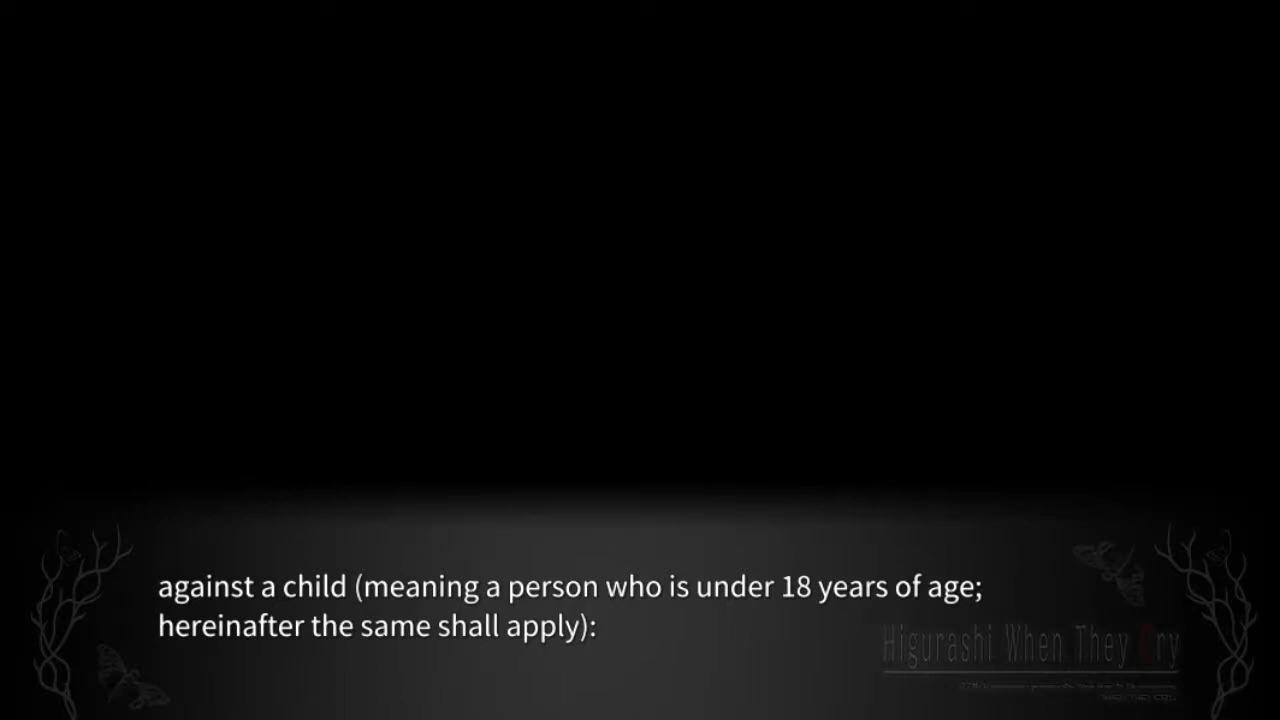 against a child (meaning a person who is under 18 years of age;
hereinafter the same shall apply):
Higurashi When They Cry